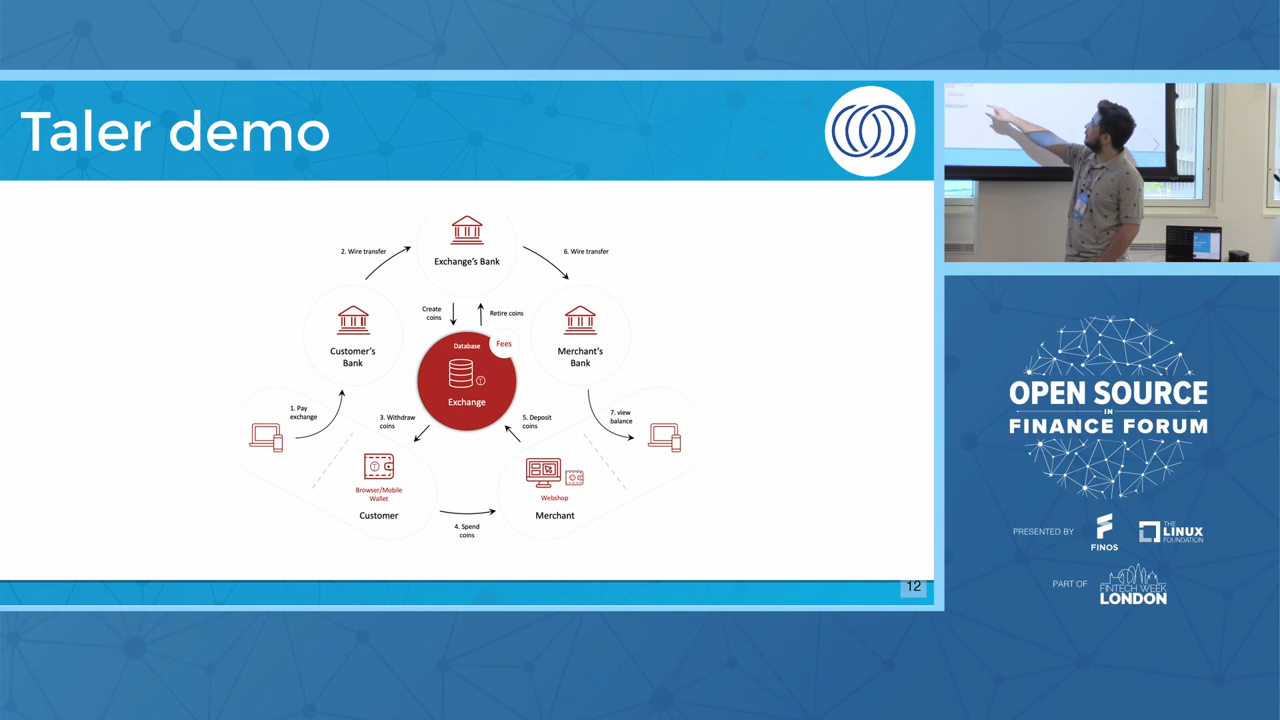 Taler demo
2. Wire transfer
Exchange's Bank
6. Wire transfer
Create
coins
Retire coins
Customer's
Bank
Database
Fees
Exchange
Merchant's
Bank
1. Pay
exchange
3. Withdraw
coins
5. Deposit
coins
7. view
balance
Browser/Mobile
Wallet
Customer
4. Spend
coins
Webshop
Merchant
12
Merchant
OPEN SOURCE
IN
FINANCE FORUM
PRESENTED BY
FINOS
THE
LINUX
FOUNDATION
PART OF
FINTECH WEEK
LONDON